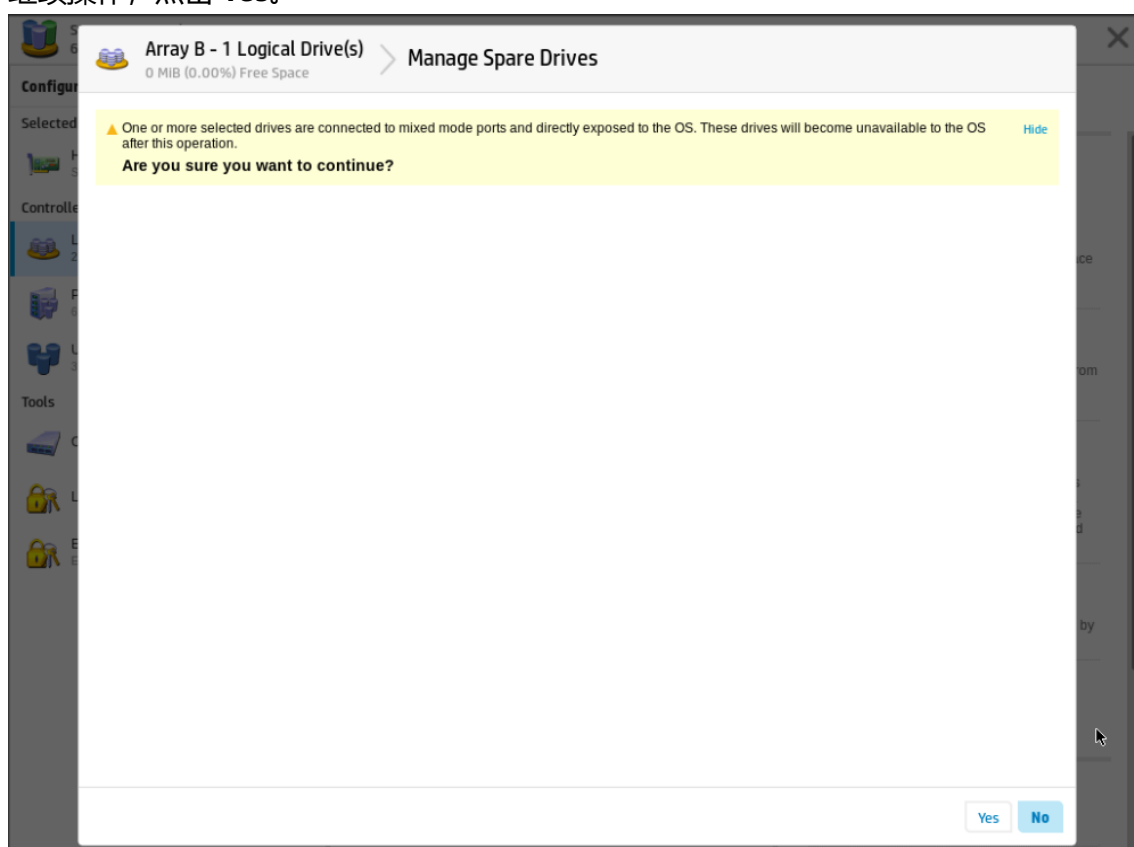 继续操作，点击 Yes。
Array B - 1 Logical Drive(s)
0 MiB (0.00%) Free Space
Manage Spare Drives
Configur
Selected
Controlle
Tools
One or more selected drives are connected to mixed mode ports and directly exposed to the OS. These drives will become unavailable to the OS
after this operation.
Hide
Are you sure you want to continue?
ce
om
by
Yes
No